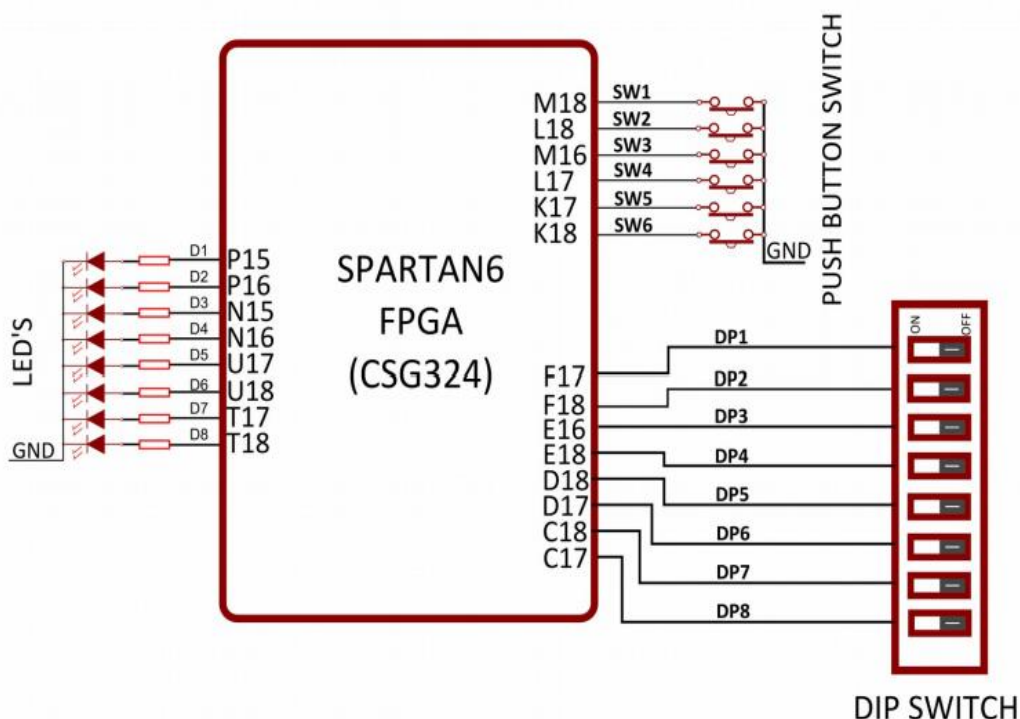 LED'S
GND
D1
D2
D3
D4
D5
D6
D7
D8
P15
P16
N15
N16
U17
U18
T17
T18
SPARTAN6
FPGA
(CSG324)
M18
L18
M16
L17
K17
K18
SW1
SW2
SW3
SW4
SW5
SW6
GND
PUSH BUTTON SWITCH
F17
F18
E16
E18
D18
D17
C18
C17
DP1
DP2
DP3
DP4
DP5
DP6
DP7
DP8
ON
OFF
DIP SWITCH